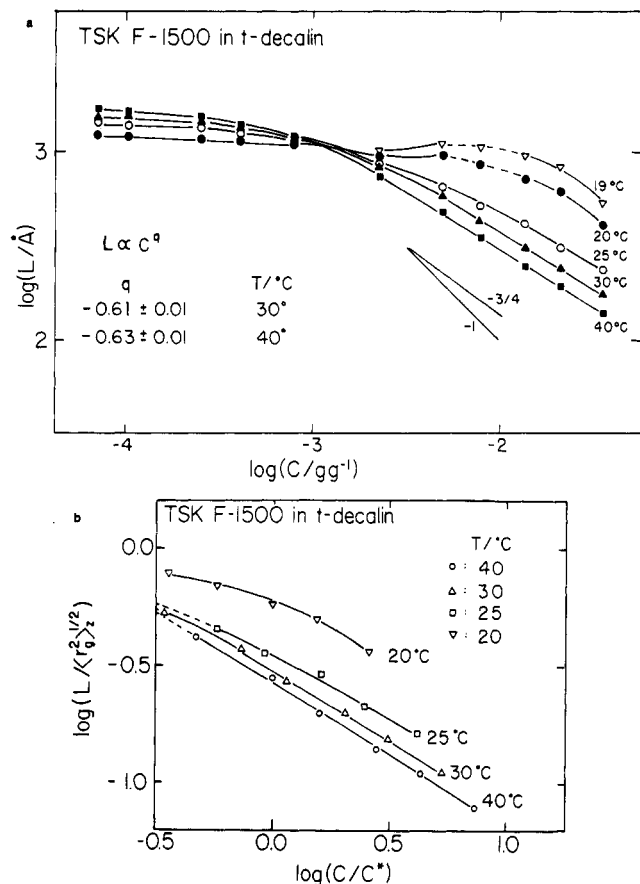 a
TSK F-1500 in t-decalin
log(L/Å)
3
2
L ∝ C^q
q T/°C
-0.61 ± 0.01 30°
-0.63 ± 0.01 40°
19°C
20°C
25°C
30°C
40°C
-3/4
-1
-4 -3 -2
log(C/gg⁻¹)
b
TSK F-1500 in t-decalin
T/°C
○ : 40
△ : 30
□ : 25
▽ : 20
log(L/⟨r_g²⟩_z^{1/2})
0.0
-0.5
-1.0
20°C
25°C
30°C
40°C
-0.5 0.0 0.5 1.0
log(C/C*)